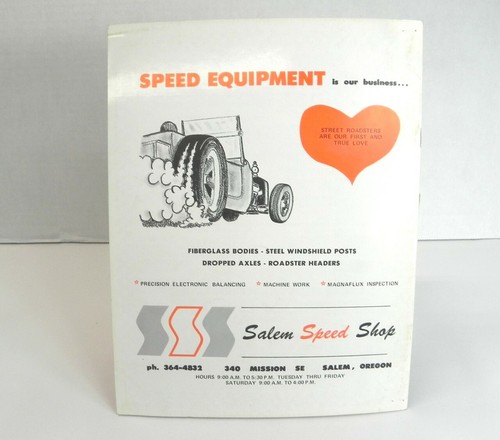 SPEED EQUIPMENT is our business...
STREET ROADSTERS
ARE OUR FIRST AND
TRUE LOVE
FIBERGLASS BODIES - STEEL WINDSHIELD POSTS
DROPPED AXLES - ROADSTER HEADERS
* PRECISION ELECTRONIC BALANCING * MACHINE WORK * MAGNAFLUX INSPECTION
SSS Salem Speed Shop
ph. 364-4832 340 MISSION SE SALEM, OREGON
HOURS 9:00 A.M. TO 5:30 P.M. TUESDAY THRU FRIDAY
SATURDAY 9:00 A.M. TO 4:00 P.M.